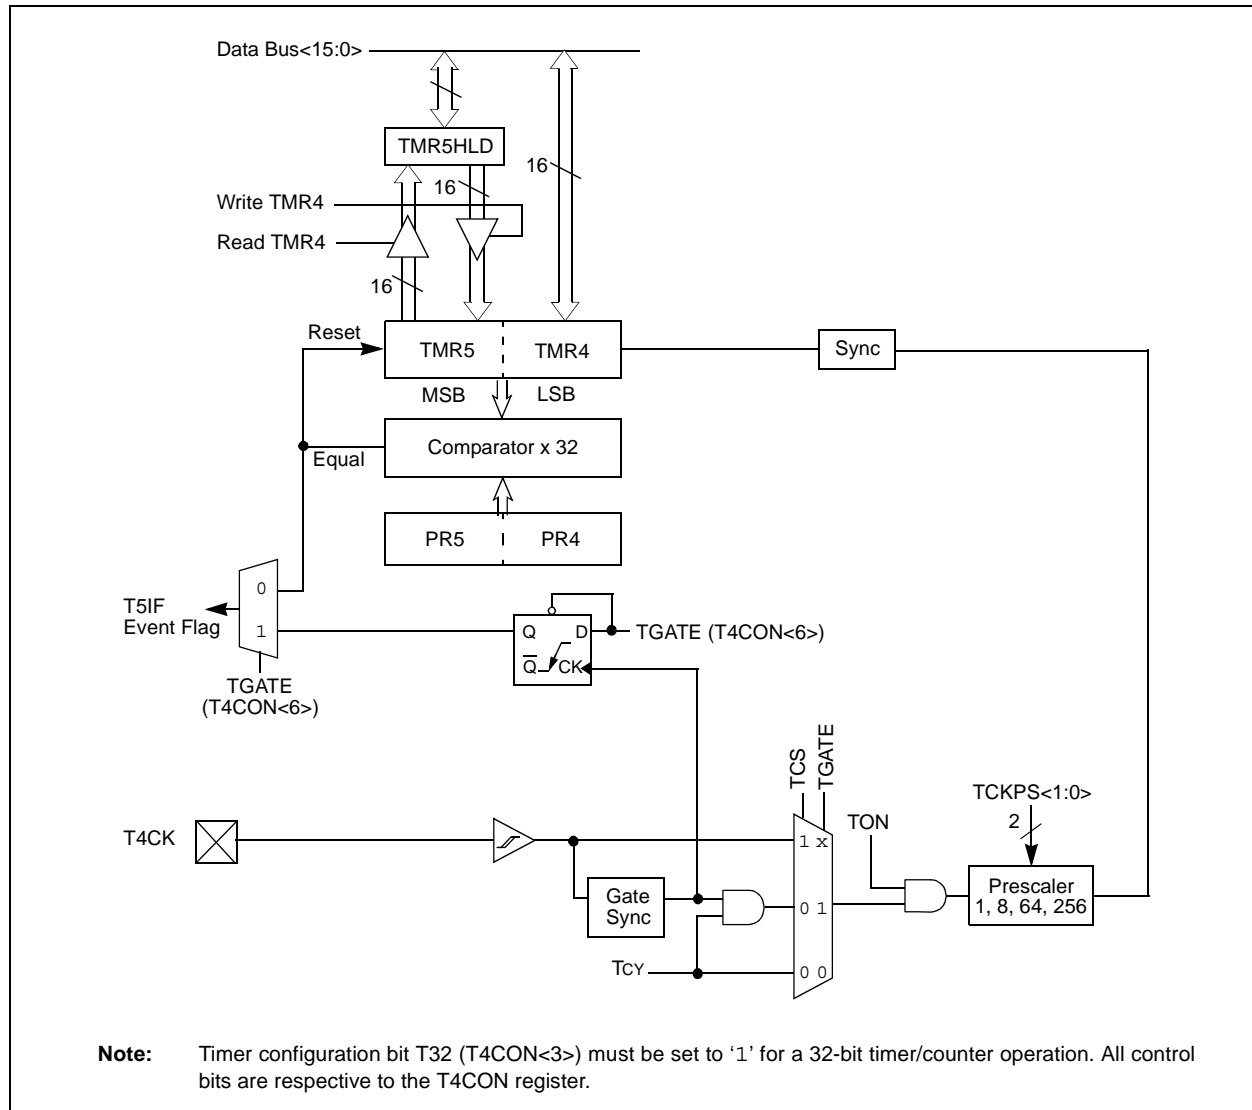 Data Bus<15:0>
TMR5HLD
16
16
Write TMR4
Read TMR4
16
Reset
TMR5
TMR4
Sync
MSB
LSB
Equal
Comparator x 32
PR5
PR4
0
1
T5IF
Event Flag
TGATE
(T4CON<6>)
Q
D
Q
CK
TGATE (T4CON<6>)
TCS
TGATE
T4CK
1 x
0 1
0 0
Gate
Sync
TCY
TON
TCKPS<1:0>
2
Prescaler
1, 8, 64, 256
Note: Timer configuration bit T32 (T4CON<3>) must be set to ‘1’ for a 32-bit timer/counter operation. All control
bits are respective to the T4CON register.